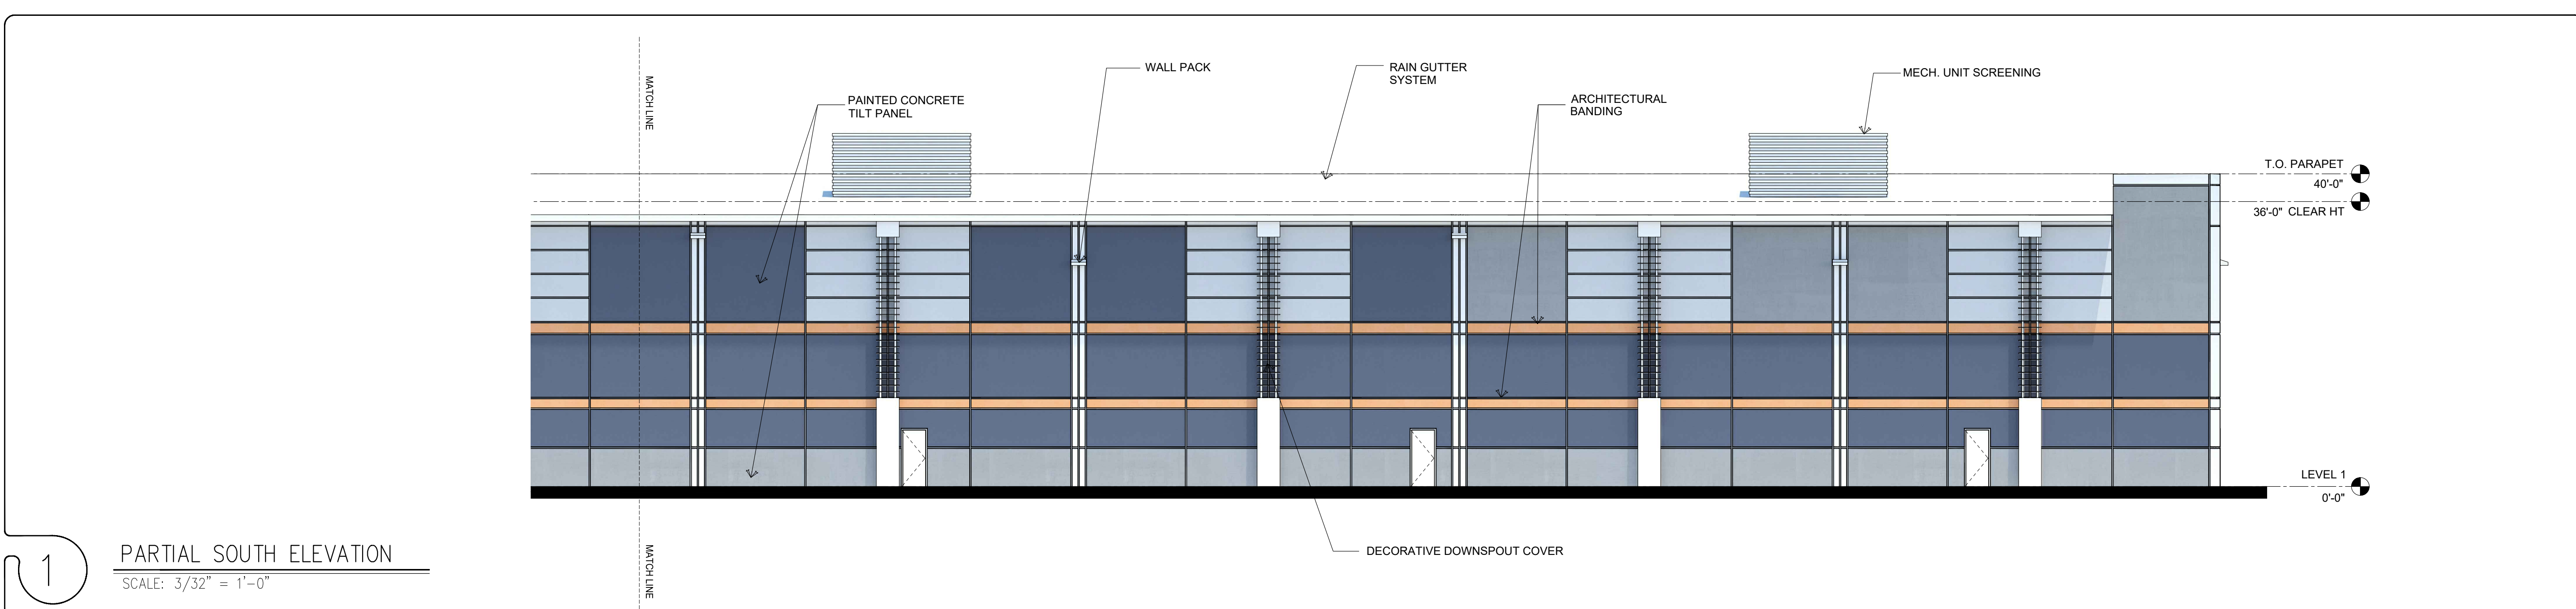 MATCH LINE
PAINTED CONCRETE
TILT PANEL
WALL PACK
RAIN GUTTER
SYSTEM
ARCHITECTURAL
BANDING
MECH. UNIT SCREENING
T.O. PARAPET
40'-0"
36'-0" CLEAR HT
LEVEL 1
0'-0"
DECORATIVE DOWNSPOUT COVER
MATCH LINE
1
PARTIAL SOUTH ELEVATION
SCALE: 3/32" = 1'-0"